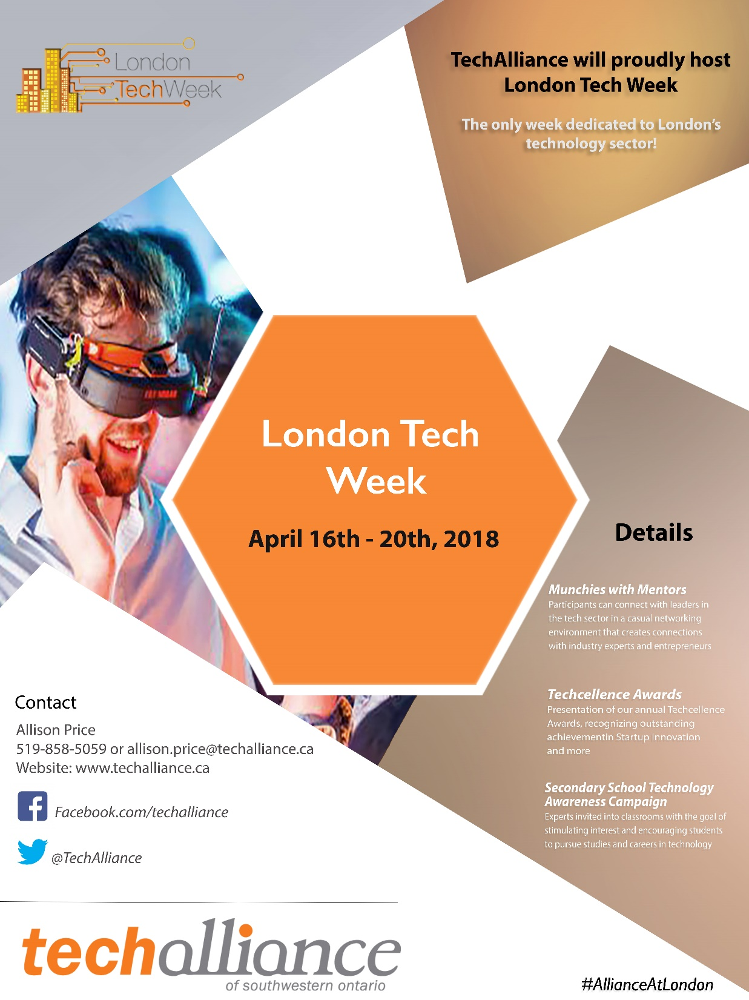 London
TechWeek
TechAlliance will proudly host
London Tech Week
The only week dedicated to London's
technology sector!
London Tech
Week
April 16th - 20th, 2018
Details
Munchies with Mentors
Participants can connect with leaders in
the tech sector in a casual networking
environment that creates connections
with industry experts and entrepreneurs
Techcellence Awards
Presentation of our annual Techcellence
Awards, recognizing outstanding
achievementin Startup Innovation
and more
Secondary School Technology
Awareness Campaign
Experts invited into classrooms with the goal of
stimulating interest and encouraging students
to pursue studies and careers in technology
Contact
Allison Price
519-858-5059 or allison.price@techalliance.ca
Website: www.techalliance.ca
Facebook.com/techalliance
@TechAlliance
techalliance
of southwestern ontario
#AllianceAtLondon